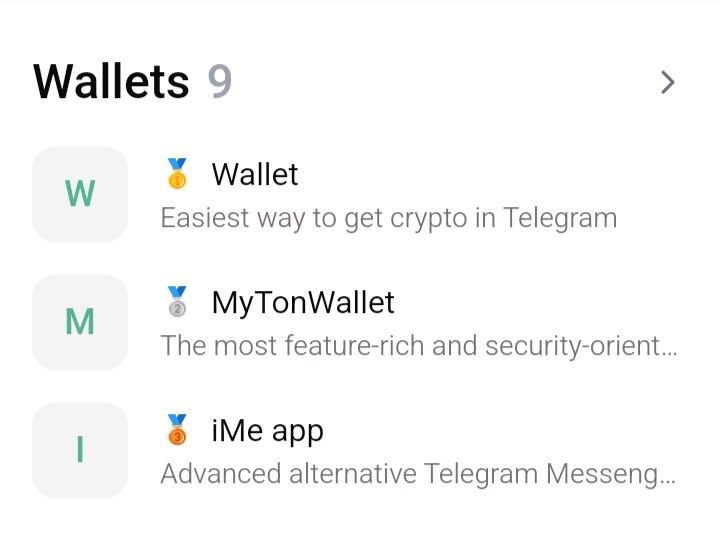 Wallets 9
W
🥇 Wallet
Easiest way to get crypto in Telegram
M
🥈 MyTonWallet
The most feature-rich and security-orient...
I
🥉 iMe app
Advanced alternative Telegram Messeng...